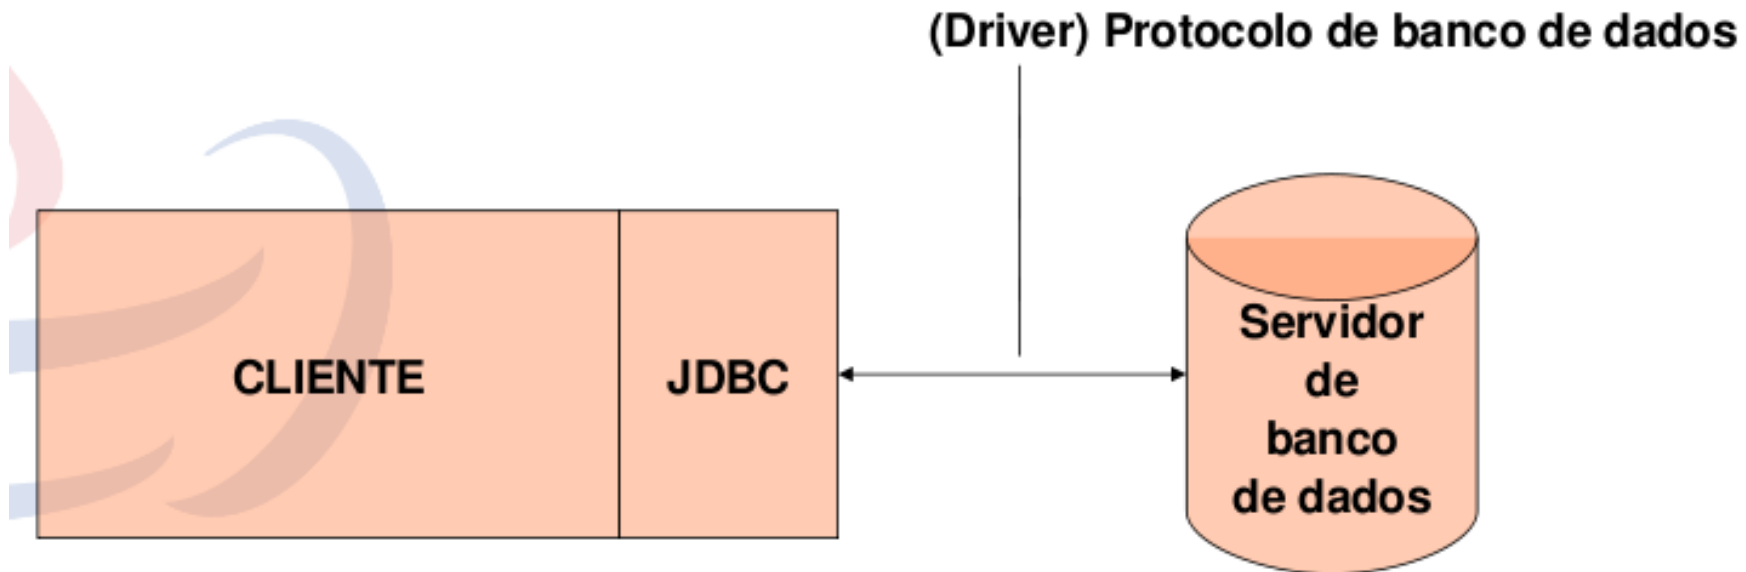 (Driver) Protocolo de banco de dados
CLIENTE
JDBC
Servidor
de
banco
de dados